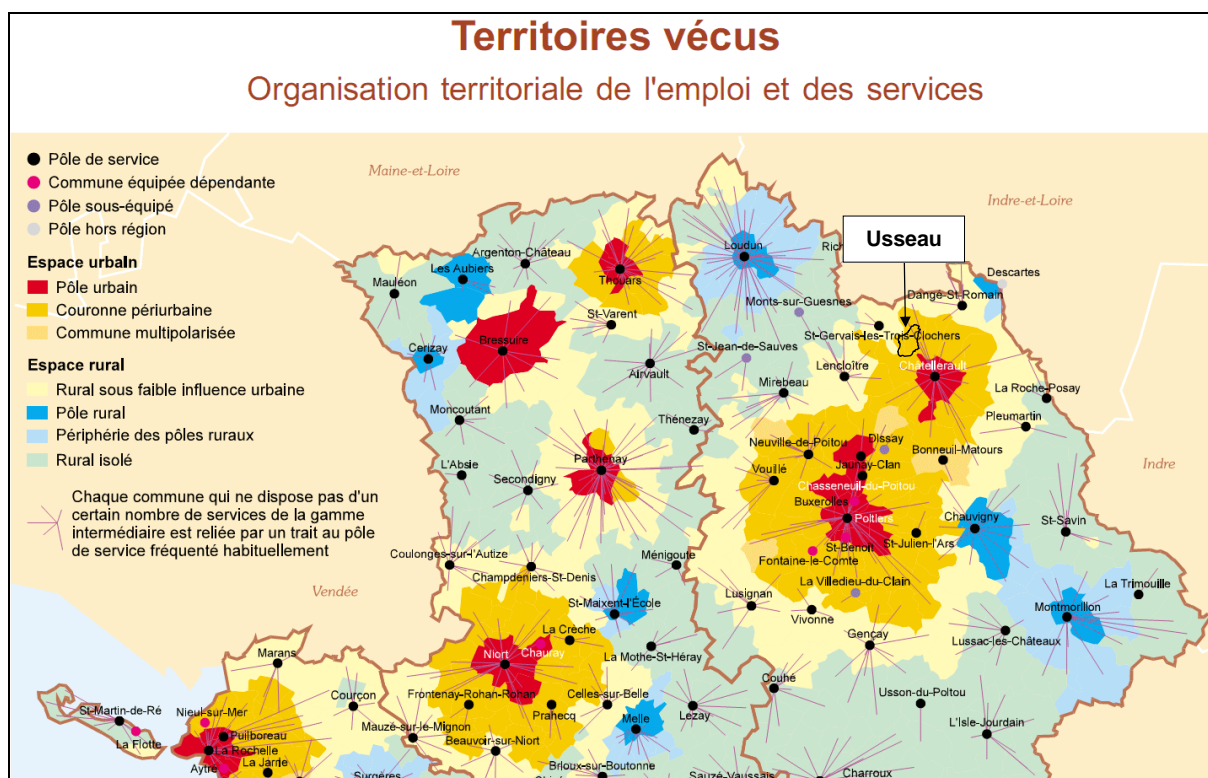 Territoires vécus
Organisation territoriale de l'emploi et des services
Pôle de service
Commune équipée dépendante
Pôle sous-équipé
Pôle hors région
Espace urbain
Pôle urbain
Couronne périurbaine
Commune multipolarisée
Espace rural
Rural sous faible influence urbaine
Pôle rural
Périphérie des pôles ruraux
Rural isolé
Chaque commune qui ne dispose pas d'un
certain nombre de services de la gamme
intermédiaire est reliée par un trait au pôle
de service fréquenté habituellement
Maine-et-Loire
Indre-et-Loire
Usseau
Argenton-Château
Loudun
Rich
Les Aubiers
Thouars
Descartes
Mauléon
Dangé-St-Romain
Monts-sur-Guesnes
St-Varent
St-Gervais-les-Trois-Clochers
Bressuire
St-Jean-de-Sauves
Cerizay
Lencloître
Châtellerault
Airvault
Mirebeau
La Roche-Posay
Moncoutant
Thénezay
Pleumartin
Neuville-de-Poitou
Dissay
Bonneuil-Matours
Parthenay
Jaunay-Clan
Indre
L'Absie
Vouillé
Secondigny
Chasseneuil-du-Poitou
Buxerolles
Poitiers
Chauvigny
St-Savin
St-Benoit
St-Julien-l'Ars
Coulonges-sur-l'Autize
Ménigoute
Fontaine-le-Comte
Champdeniers-St-Denis
La Villedieu-du-Clain
La Trimouille
Vendée
St-Maixent-l'École
Lusignan
Montmorillon
Vivonne
La Crèche
Gençay
Lussac-les-Châteaux
Niort
Chauray
La Mothe-St-Héray
Marans
Couhé
Courçon
Frontenay-Rohan-Rohan
Celles-sur-Belle
Usson-du-Poitou
St-Martin-de-Ré
Nieul-sur-Mer
Prahecq
Melle
Lezay
L'Isle-Jourdain
La Flotte
Puilboreau
Mauzé-sur-le-Mignon
La Rochelle
Beauvoir-sur-Niort
Aytré
La Jarrie
Brioux-sur-Boutonne
Surgères
Sauzé-Vaussais
Charroux